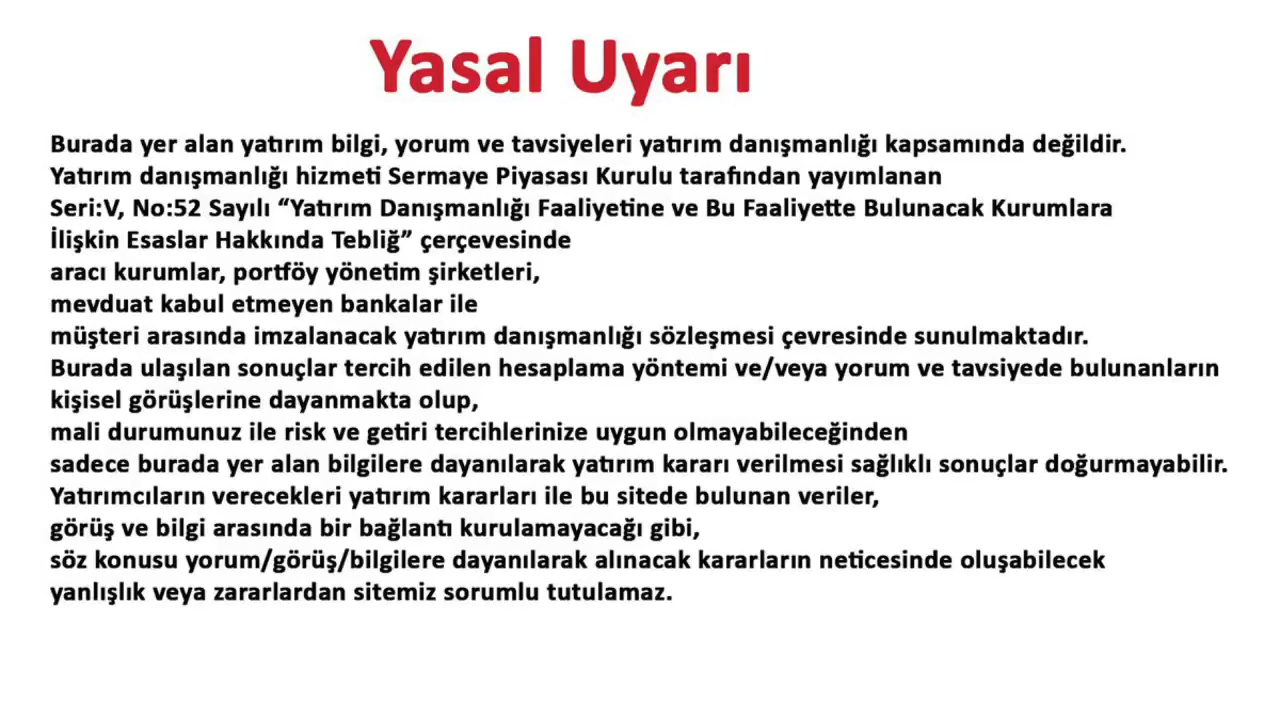 Yasal Uyarı
Burada yer alan yatırım bilgi, yorum ve tavsiyeleri yatırım danışmanlığı kapsamında değildir.
Yatırım danışmanlığı hizmeti Sermaye Piyasası Kurulu tarafından yayımlanan
Seri:V, No:52 Sayılı “Yatırım Danışmanlığı Faaliyetine ve Bu Faaliyette Bulunacak Kurumlara
İlişkin Esaslar Hakkında Tebliğ” çerçevesinde
aracı kurumlar, portföy yönetim şirketleri,
mevduat kabul etmeyen bankalar ile
müşteri arasında imzalanacak yatırım danışmanlığı sözleşmesi çevresinde sunulmaktadır.
Burada ulaşılan sonuçlar tercih edilen hesaplama yöntemi ve/veya yorum ve tavsiyede bulunanların
kişisel görüşlerine dayanmakta olup,
mali durumunuz ile risk ve getiri tercihlerinize uygun olmayabileceğinden
sadece burada yer alan bilgilere dayanılarak yatırım kararı verilmesi sağlıklı sonuçlar doğurmayabilir.
Yatırımcıların verecekleri yatırım kararları ile bu sitede bulunan veriler,
görüş ve bilgi arasında bir bağlantı kurulamayacağı gibi,
söz konusu yorum/görüş/bilgilere dayanılarak alınacak kararların neticesinde oluşabilecek
yanlışlık veya zararlardan sitemiz sorumlu tutulamaz.